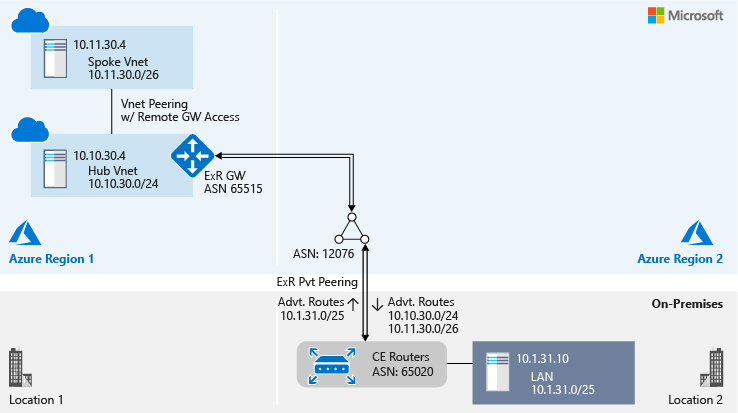 Microsoft
10.11.30.4
Spoke Vnet
10.11.30.0/26
Vnet Peering
w/ Remote GW Access
10.10.30.4
Hub Vnet
10.10.30.0/24
ExR GW
ASN 65515
ASN: 12076
Azure Region 1
Azure Region 2
ExR Pvt Peering
Advt. Routes
10.1.31.0/25
Advt. Routes
10.10.30.0/24
10.11.30.0/26
On-Premises
CE Routers
ASN: 65020
10.1.31.10
LAN
10.1.31.0/25
Location 1
Location 2